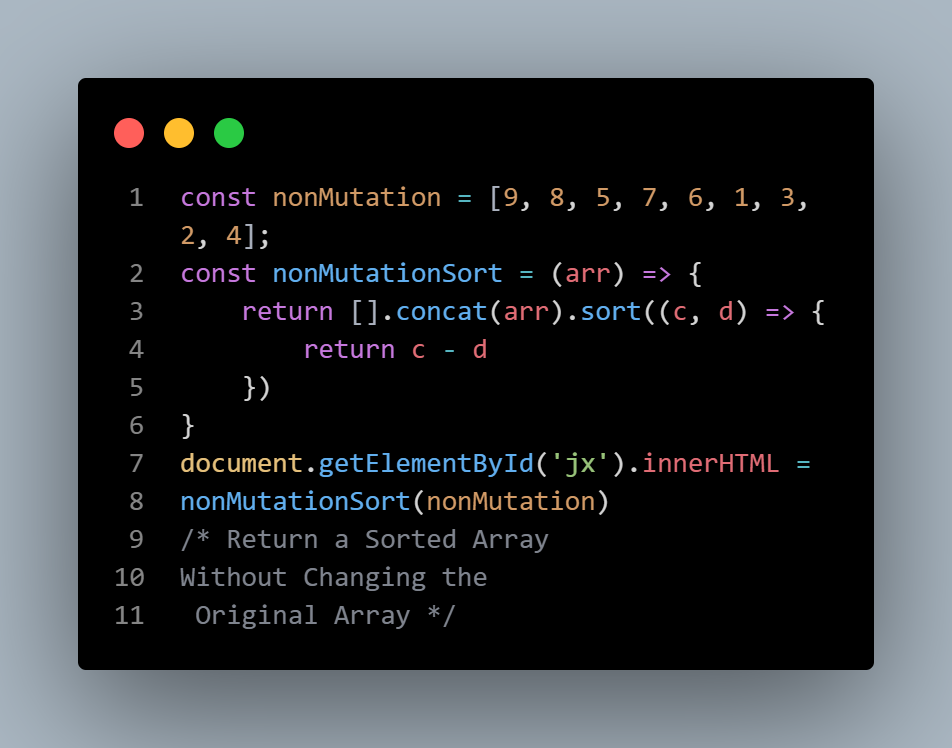 1 const nonMutation = [9, 8, 5, 7, 6, 1, 3,
2, 4];
2 const nonMutationSort = (arr) => {
3     return [].concat(arr).sort((c, d) => {
4         return c - d
5     })
6 }
7 document.getElementById('jx').innerHTML =
8 nonMutationSort(nonMutation)
9 /* Return a Sorted Array
10 Without Changing the
11  Original Array */